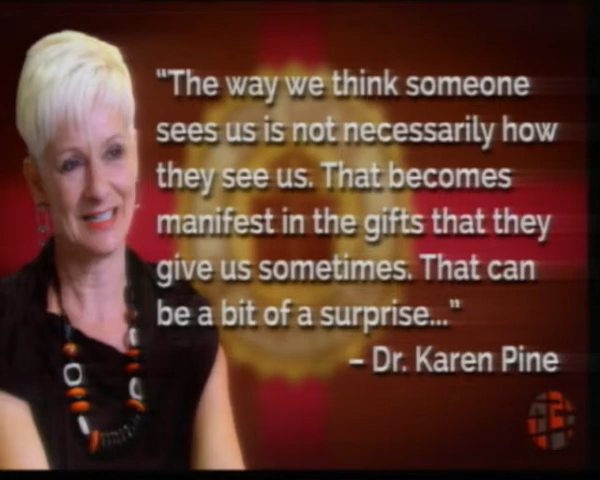 "The way we think someone
sees us is not necessarily how
they see us. That becomes
manifest in the gifts that they
give us sometimes. That can
be a bit of a surprise..."
– Dr. Karen Pine